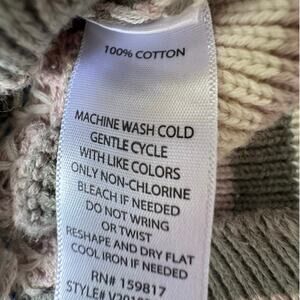 100% COTTON
MACHINE WASH COLD
GENTLE CYCLE
WITH LIKE COLORS
ONLY NON-CHLORINE
BLEACH IF NEEDED
DO NOT WRING
OR TWIST
RESHAPE AND DRY FLAT
COOL IRON IF NEEDED
RN# 159817
STYLE#